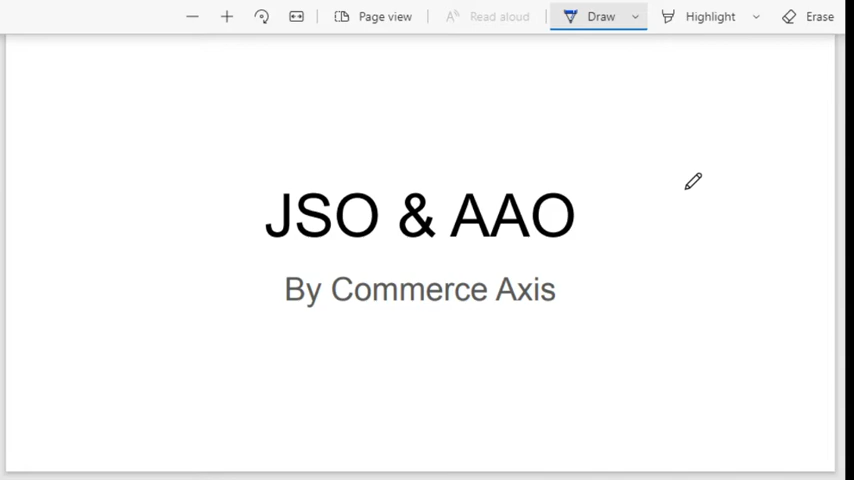 Page view Read aloud Draw Highlight Erase
JSO & AAO
By Commerce Axis